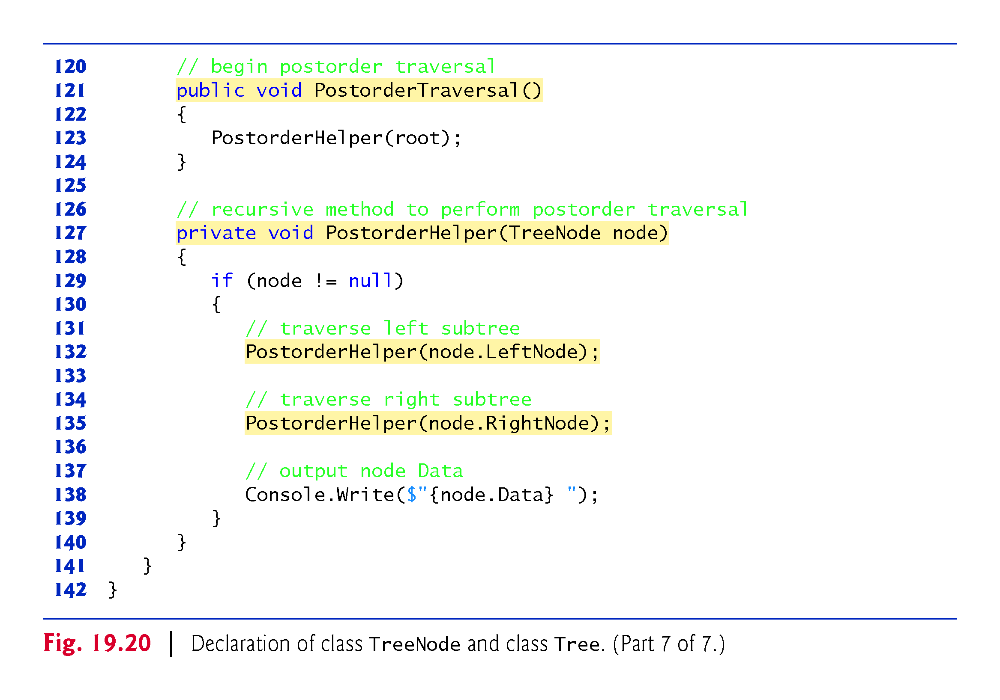 120 // begin postorder traversal
121 public void PostorderTraversal()
122 {
123 PostorderHelper(root);
124 }
125
126 // recursive method to perform postorder traversal
127 private void PostorderHelper(TreeNode node)
128 {
129 if (node != null)
130 {
131 // traverse left subtree
132 PostorderHelper(node.LeftNode);
133
134 // traverse right subtree
135 PostorderHelper(node.RightNode);
136
137 // output node Data
138 Console.Write($"{node.Data} ");
139 }
140 }
141 }
142 }
Fig. 19.20 | Declaration of class TreeNode and class Tree. (Part 7 of 7.)